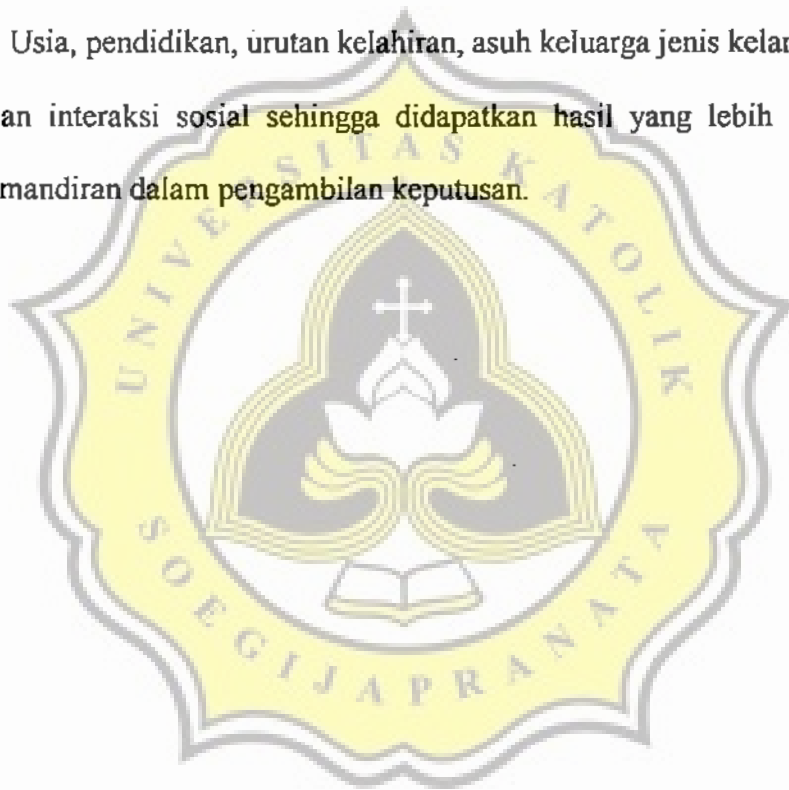 Usia, pendidikan, urutan kelahiran, asuh keluarga jenis kelar
an interaksi sosial sehingga didapatkan hasil yang lebih
mandiran dalam pengambilan keputusan.
UNIVERSITAS KATOLIK
SOEGIJAPRANATA